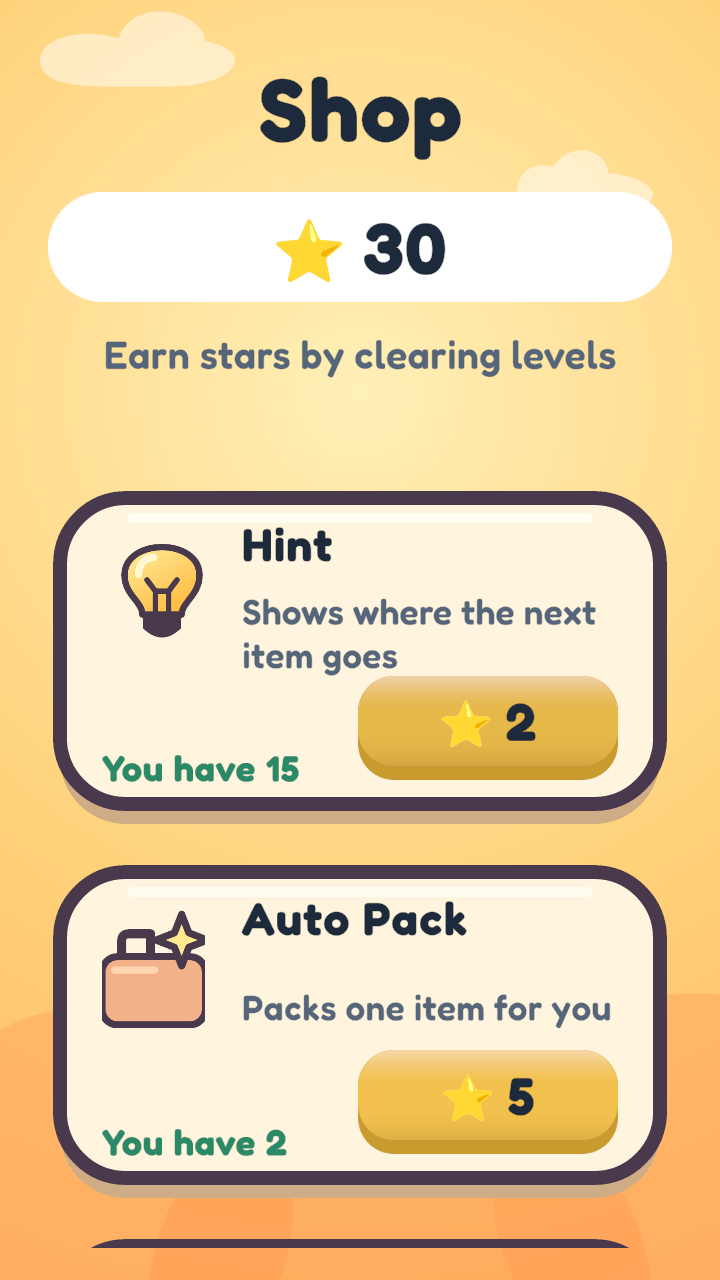 Shop
⭐ 30
Earn stars by clearing levels
Hint
Shows where the next
item goes
⭐ 2
You have 15
Auto Pack
Packs one item for you
⭐ 5
You have 2